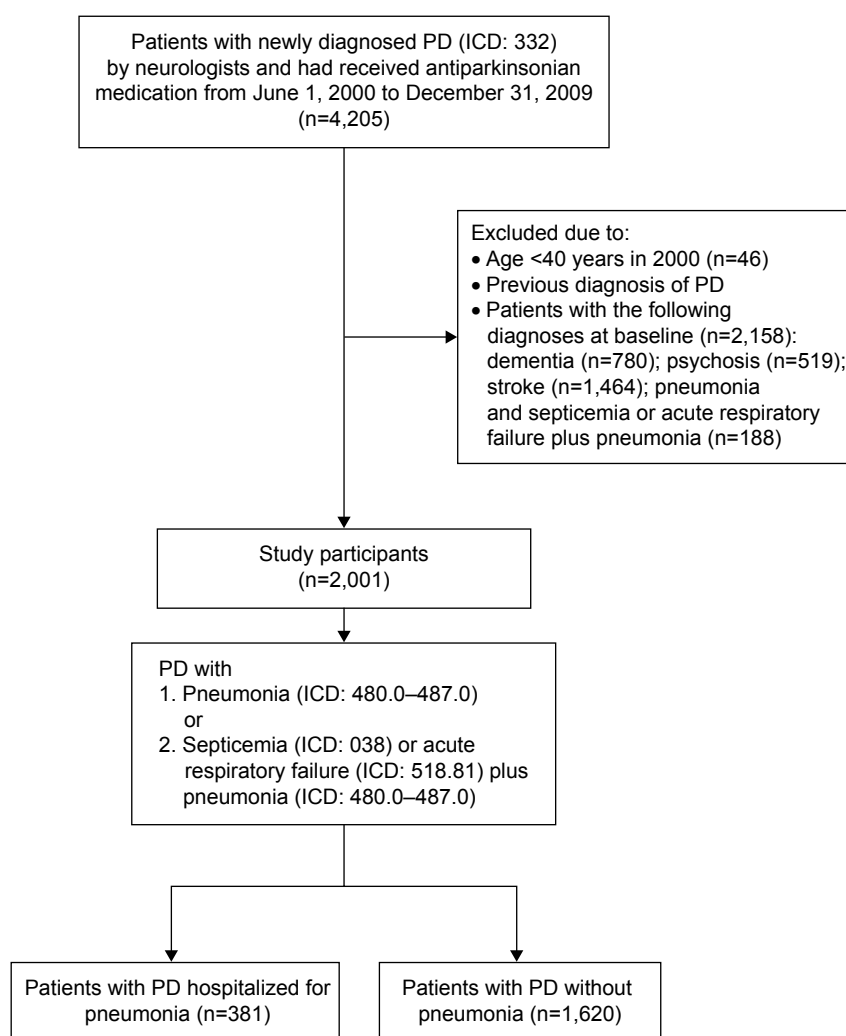 Patients with newly diagnosed PD (ICD: 332)
by neurologists and had received antiparkinsonian
medication from June 1, 2000 to December 31, 2009
(n=4,205)
Excluded due to:
• Age <40 years in 2000 (n=46)
• Previous diagnosis of PD
• Patients with the following
diagnoses at baseline (n=2,158):
dementia (n=780); psychosis (n=519);
stroke (n=1,464); pneumonia
and septicemia or acute respiratory
failure plus pneumonia (n=188)
Study participants
(n=2,001)
PD with
1. Pneumonia (ICD: 480.0–487.0)
or
2. Septicemia (ICD: 038) or acute
respiratory failure (ICD: 518.81) plus
pneumonia (ICD: 480.0–487.0)
Patients with PD hospitalized for
pneumonia (n=381)
Patients with PD without
pneumonia (n=1,620)